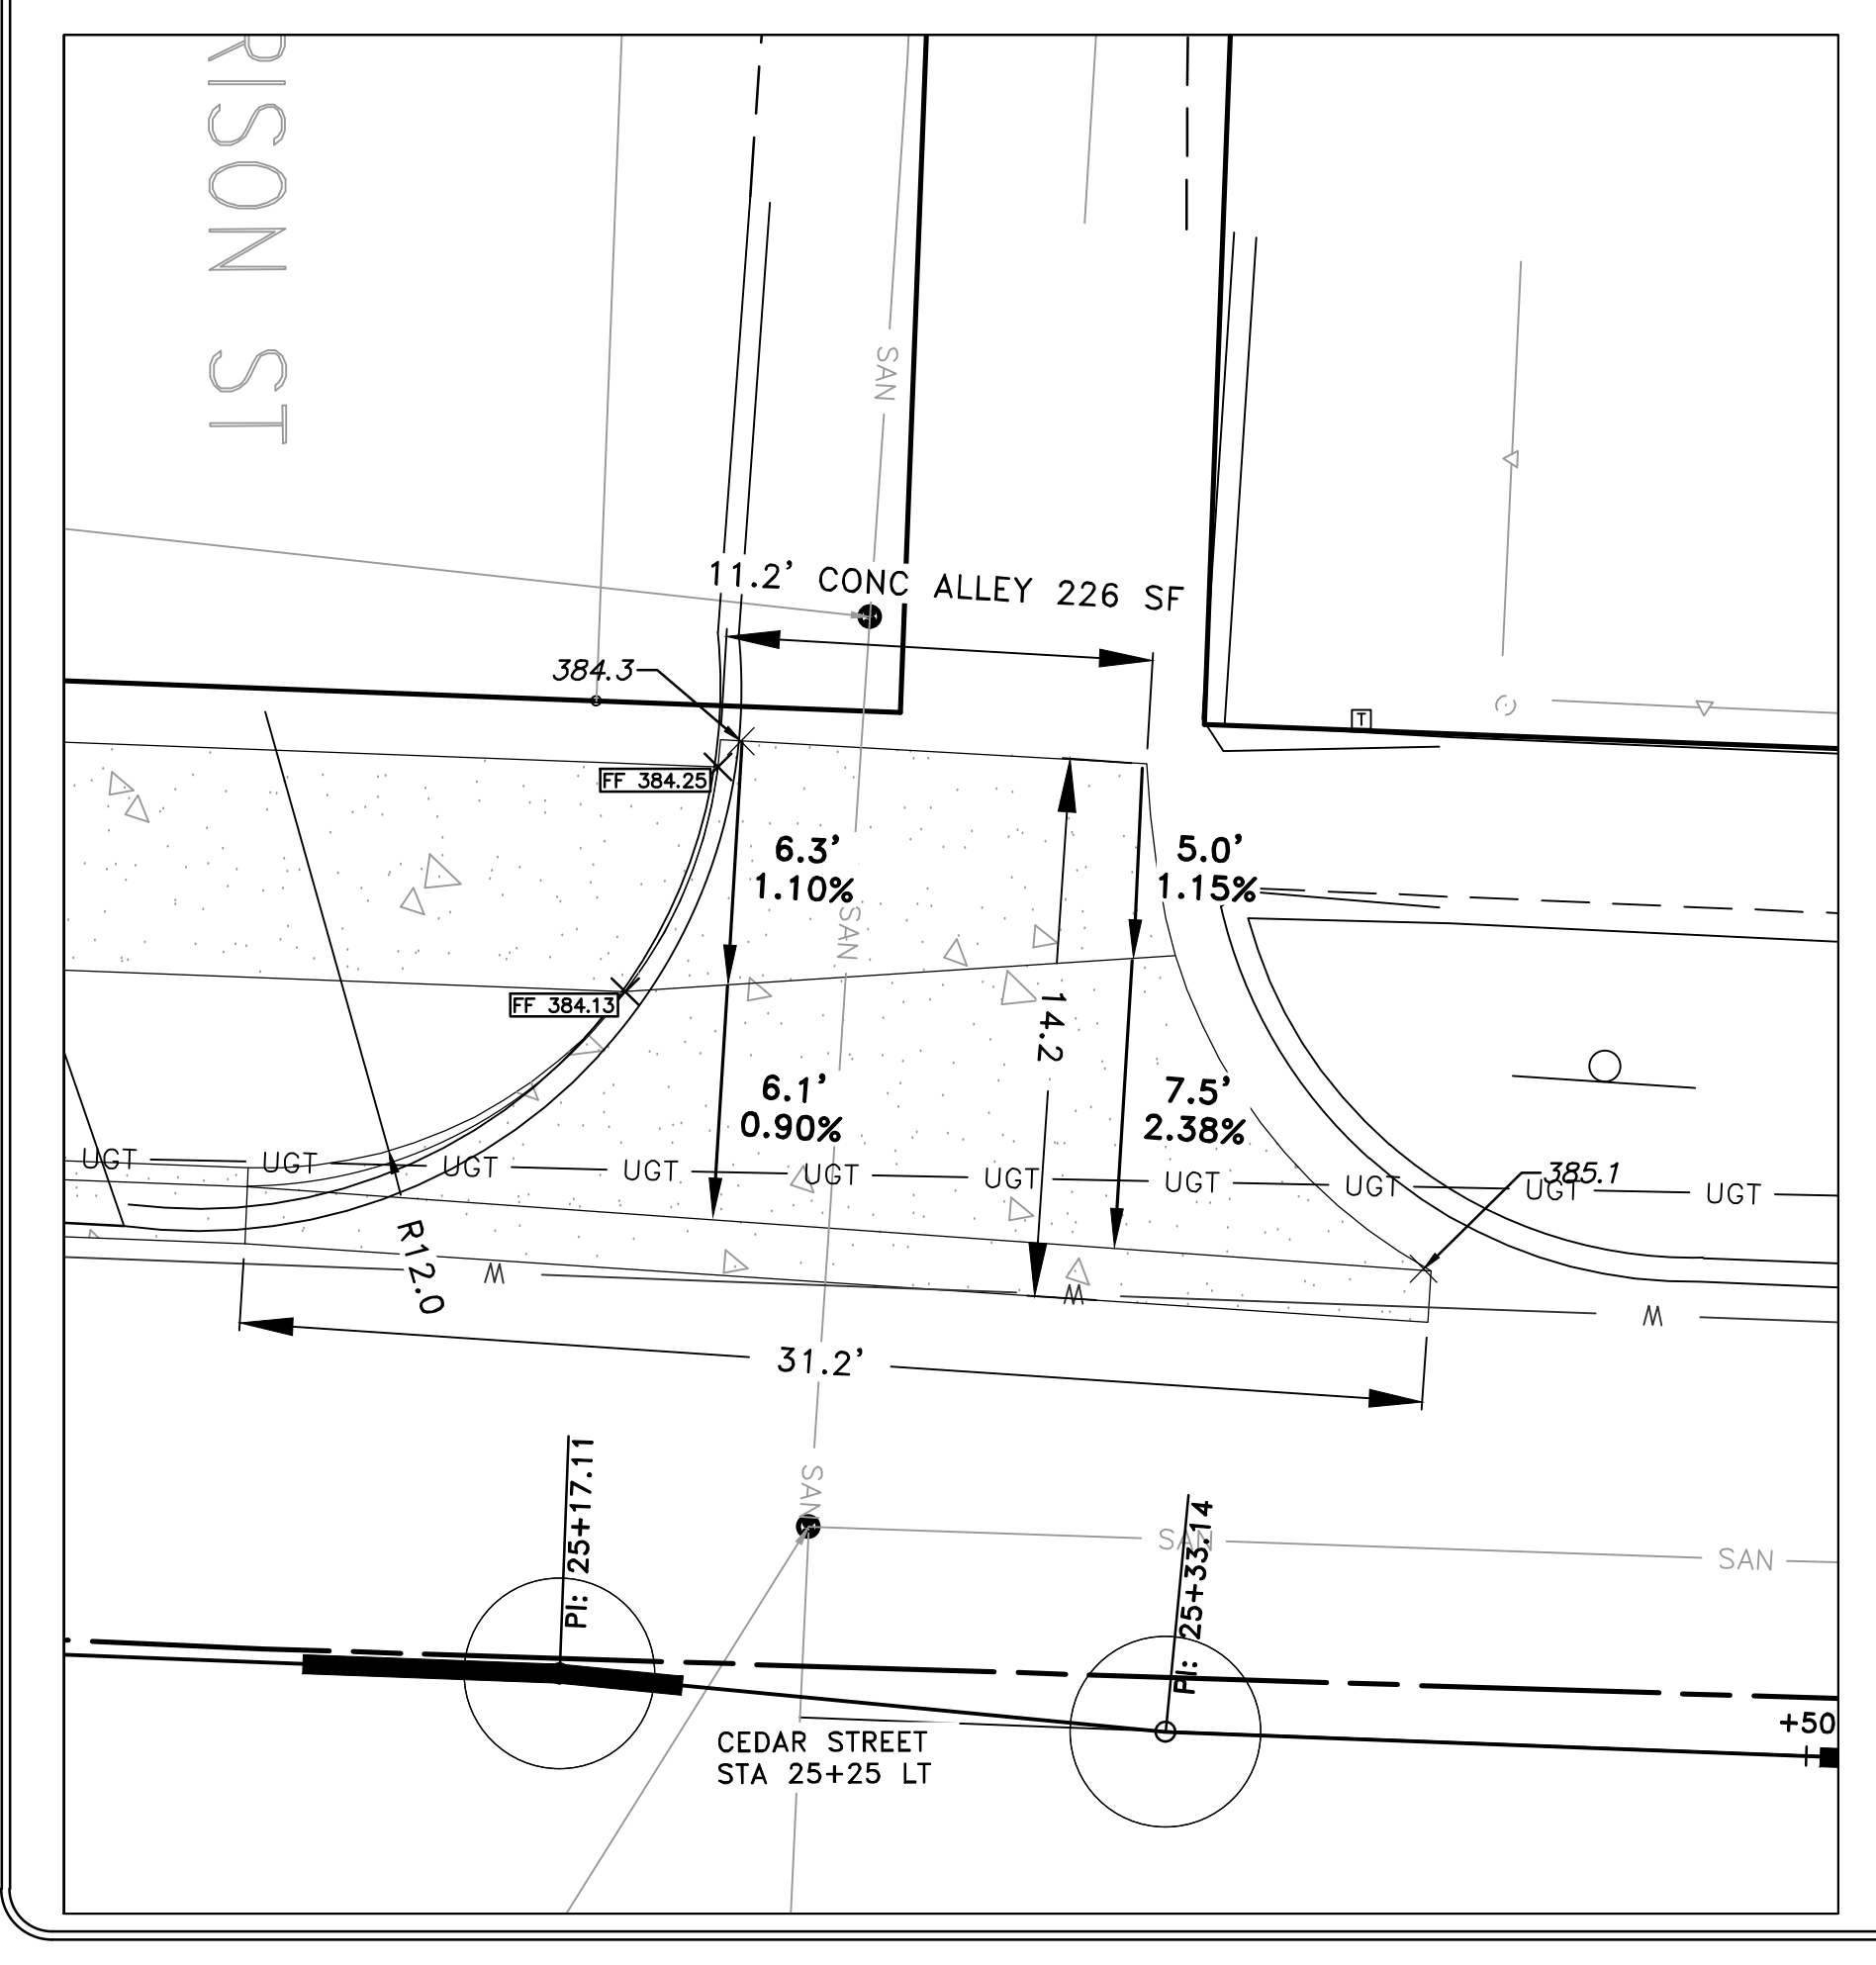 RISON ST
SAN
11.2' CONC ALLEY 226 SF
384.3
T
FF 384.25
6.3'
1.10%
5.0'
1.15%
SAN
FF 384.13
14.2
6.1'
0.90%
7.5'
2.38%
UGT UGT UGT UGT UGT UGT UGT UGT UGT UGT
385.1
R12.0
W W W
31.2'
SAN
PI: 25+17.11
PI: 25+33.14
SAN SAN
+50
CEDAR STREET
STA 25+25 LT